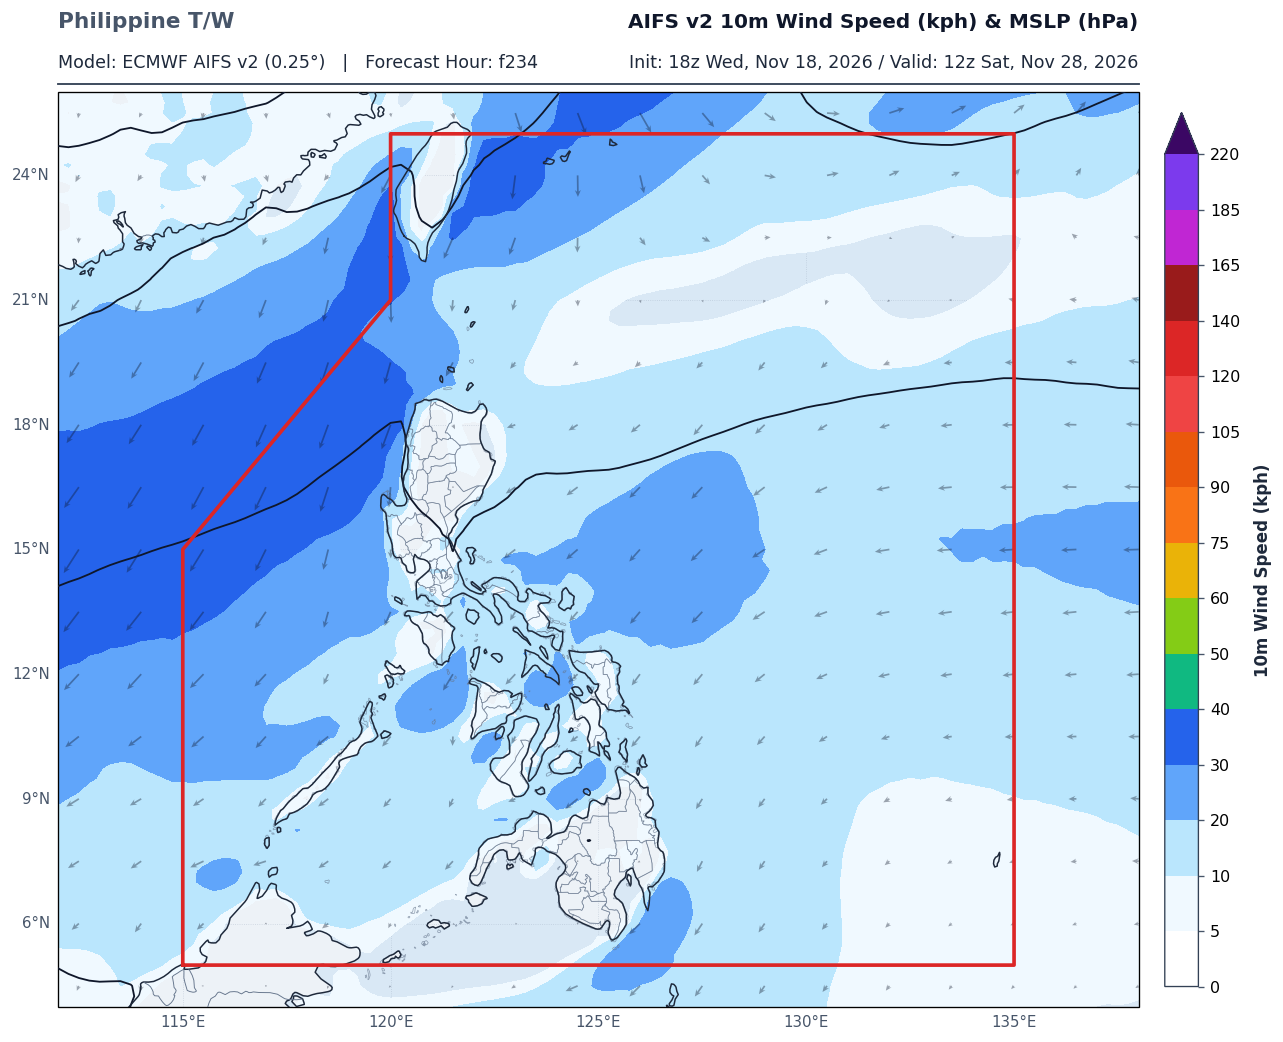 Philippine T/W
AIFS v2 10m Wind Speed (kph) & MSLP (hPa)
Model: ECMWF AIFS v2 (0.25°)   |   Forecast Hour: f234
Init: 18z Wed, Nov 18, 2026 / Valid: 12z Sat, Nov 28, 2026
24°N
21°N
18°N
15°N
12°N
9°N
6°N
115°E
120°E
125°E
130°E
135°E
220
185
165
140
120
105
90
75
60
50
40
30
20
10
5
0
10m Wind Speed (kph)